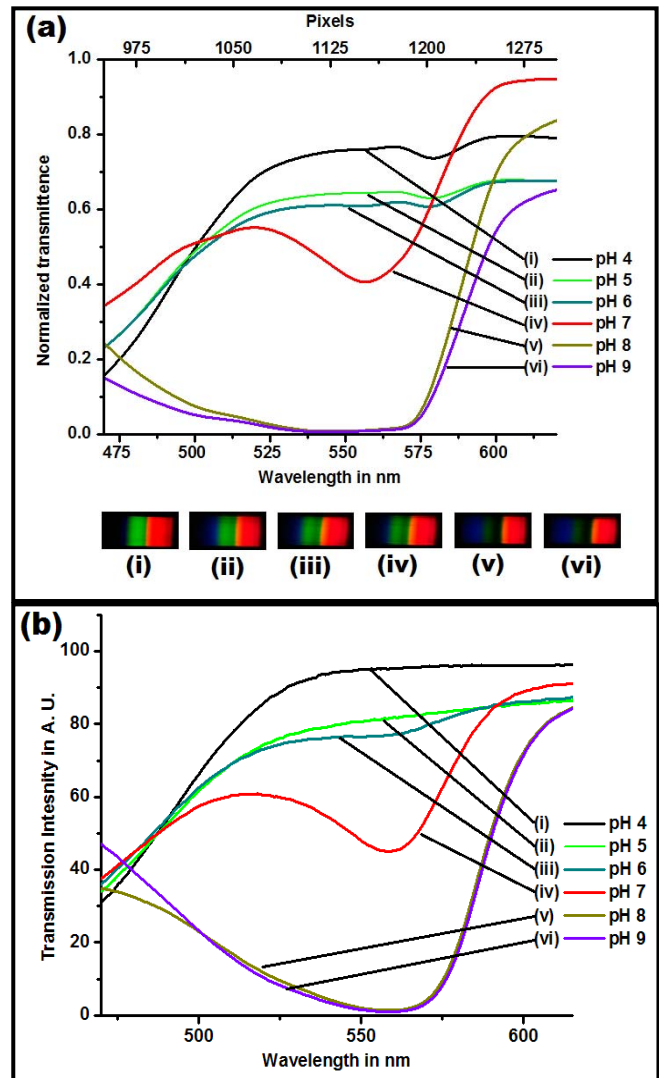 (a)
Pixels
975 1050 1125 1200 1275
1.0
0.8
0.6
0.4
0.2
0.0
Normalized transmittence
(i) pH 4
(ii) pH 5
(iii) pH 6
(iv) pH 7
(v) pH 8
(vi) pH 9
475 500 525 550 575 600
Wavelength in nm
(i) (ii) (iii) (iv) (v) (vi)
(b)
100
80
60
40
20
0
Transmission Intesnity in A. U.
(i) pH 4
(ii) pH 5
(iii) pH 6
(iv) pH 7
(v) pH 8
(vi) pH 9
500 550 600
Wavelength in nm